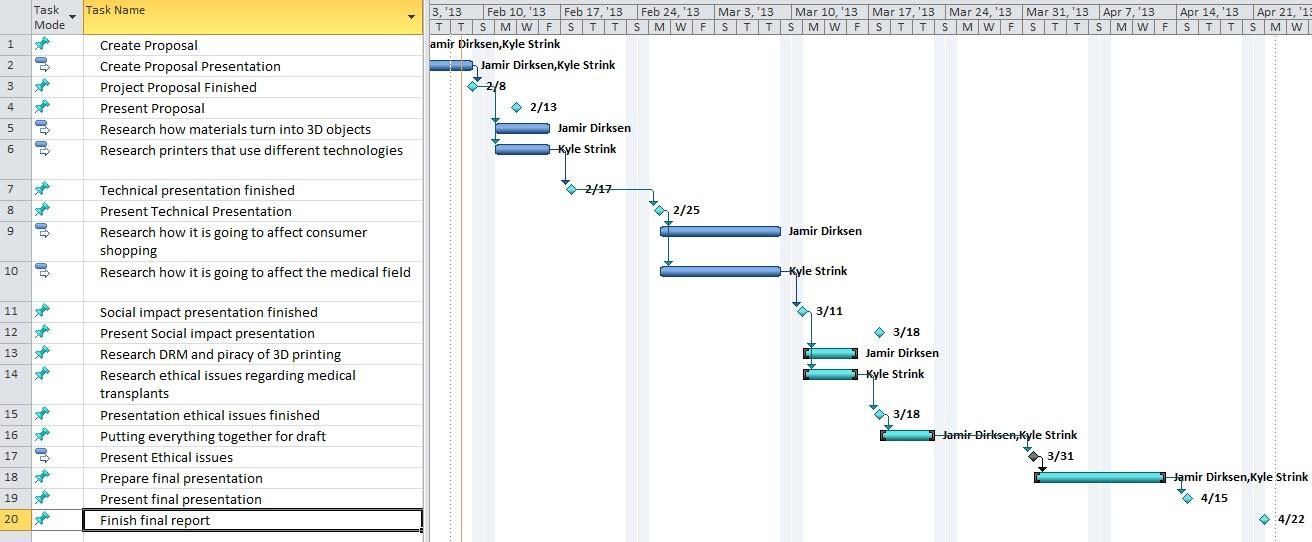 Task Mode Task Name 3, '13 Feb 10, '13 Feb 17, '13 Feb 24, '13 Mar 3, '13 Mar 10, '13 Mar 17, '13 Mar 24, '13 Mar 31, '13 Apr 7, '13 Apr 14, '13 Apr 21, '13
T T S M W F S T T S M W F S T T S M W F S T T S M W F S T T S M W F S T T S M W
1 Create Proposal amir Dirksen,Kyle Strink
2 Create Proposal Presentation Jamir Dirksen,Kyle Strink
3 Project Proposal Finished 2/8
4 Present Proposal 2/13
5 Research how materials turn into 3D objects Jamir Dirksen
6 Research printers that use different technologies Kyle Strink
7 Technical presentation finished 2/17
8 Present Technical Presentation 2/25
9 Research how it is going to affect consumer Jamir Dirksen
shopping
10 Research how it is going to affect the medical field Kyle Strink
11 Social impact presentation finished 3/11
12 Present Social impact presentation 3/18
13 Research DRM and piracy of 3D printing Jamir Dirksen
14 Research ethical issues regarding medical Kyle Strink
transplants
15 Presentation ethical issues finished 3/18
16 Putting everything together for draft Jamir Dirksen,Kyle Strink
17 Present Ethical issues 3/31
18 Prepare final presentation Jamir Dirksen,Kyle Strink
19 Present final presentation 4/15
20 Finish final report 4/22